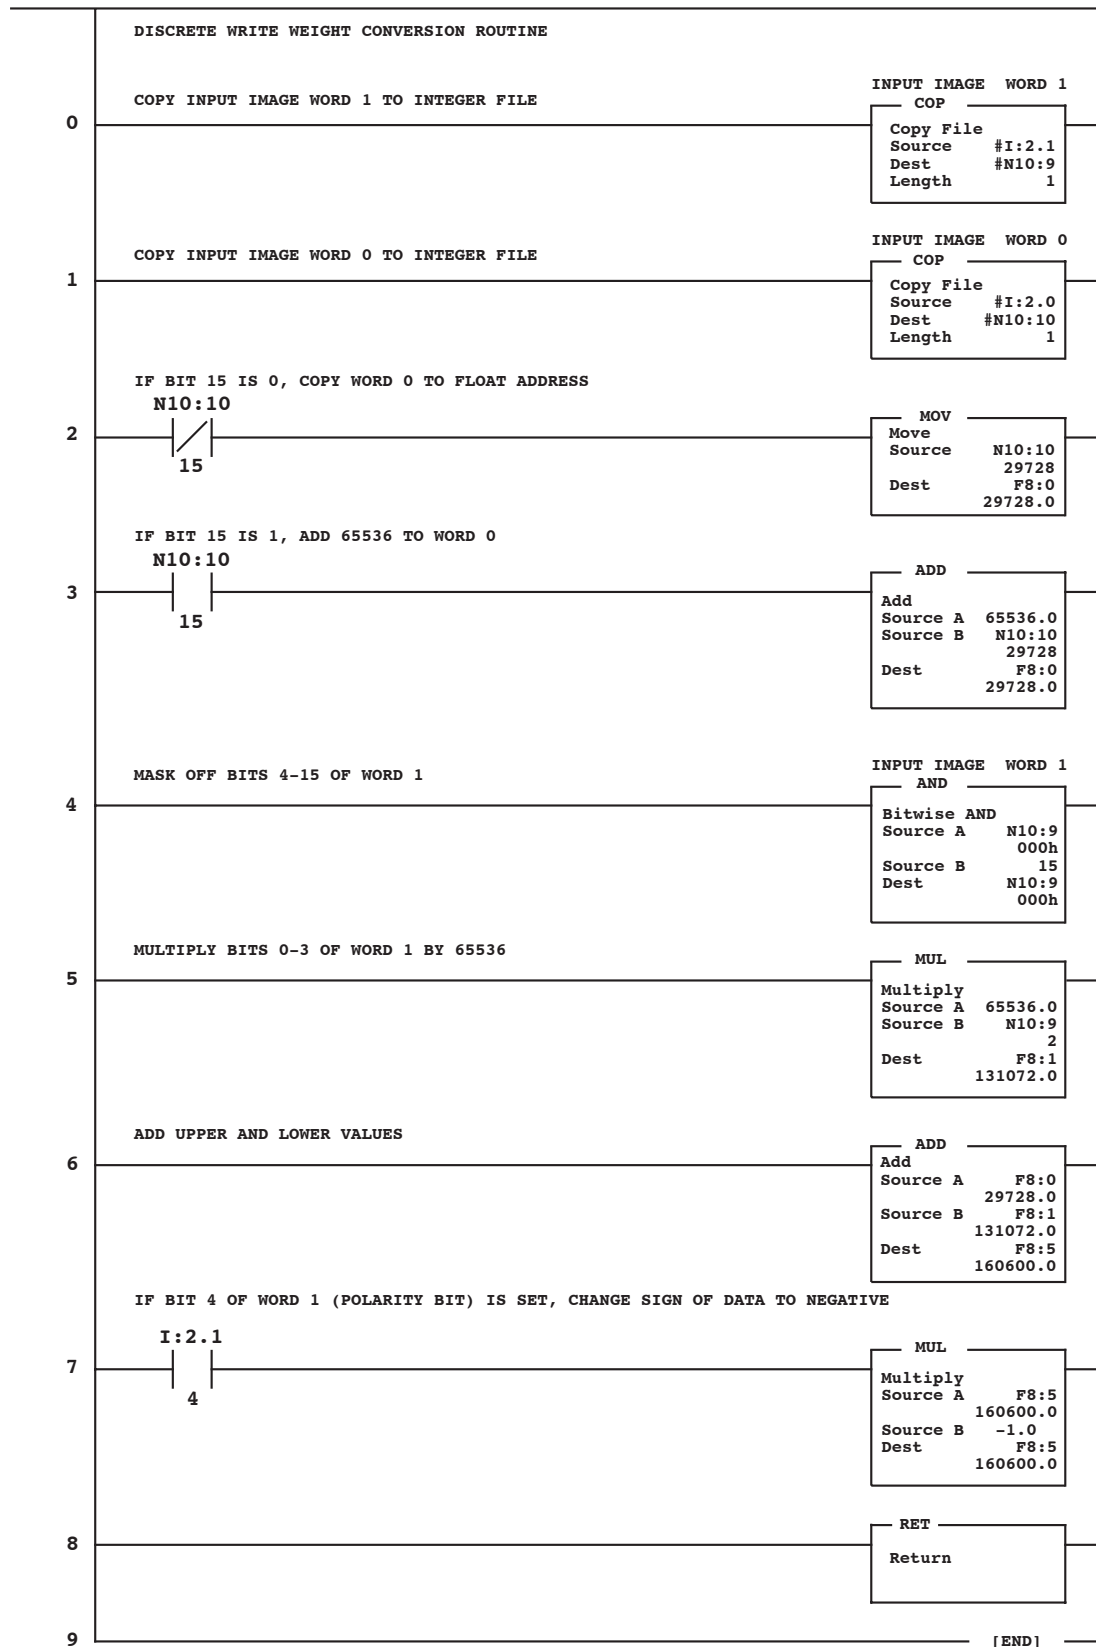 DISCRETE WRITE WEIGHT CONVERSION ROUTINE
COPY INPUT IMAGE WORD 1 TO INTEGER FILE
INPUT IMAGE WORD 1
0
COP
Copy File
Source #I:2.1
Dest #N10:9
Length 1
COPY INPUT IMAGE WORD 0 TO INTEGER FILE
INPUT IMAGE WORD 0
1
COP
Copy File
Source #I:2.0
Dest #N10:10
Length 1
IF BIT 15 IS 0, COPY WORD 0 TO FLOAT ADDRESS
N10:10
2
15
MOV
Move
Source N10:10
29728
Dest F8:0
29728.0
IF BIT 15 IS 1, ADD 65536 TO WORD 0
N10:10
3
15
ADD
Add
Source A 65536.0
Source B N10:10
29728
Dest F8:0
29728.0
MASK OFF BITS 4-15 OF WORD 1
INPUT IMAGE WORD 1
4
AND
Bitwise AND
Source A N10:9
000h
Source B 15
Dest N10:9
000h
MULTIPLY BITS 0-3 OF WORD 1 BY 65536
5
MUL
Multiply
Source A 65536.0
Source B N10:9
2
Dest F8:1
131072.0
ADD UPPER AND LOWER VALUES
6
ADD
Add
Source A F8:0
29728.0
Source B F8:1
131072.0
Dest F8:5
160600.0
IF BIT 4 OF WORD 1 (POLARITY BIT) IS SET, CHANGE SIGN OF DATA TO NEGATIVE
I:2.1
7
4
MUL
Multiply
Source A F8:5
160600.0
Source B -1.0
Dest F8:5
160600.0
8
RET
Return
9
[END]